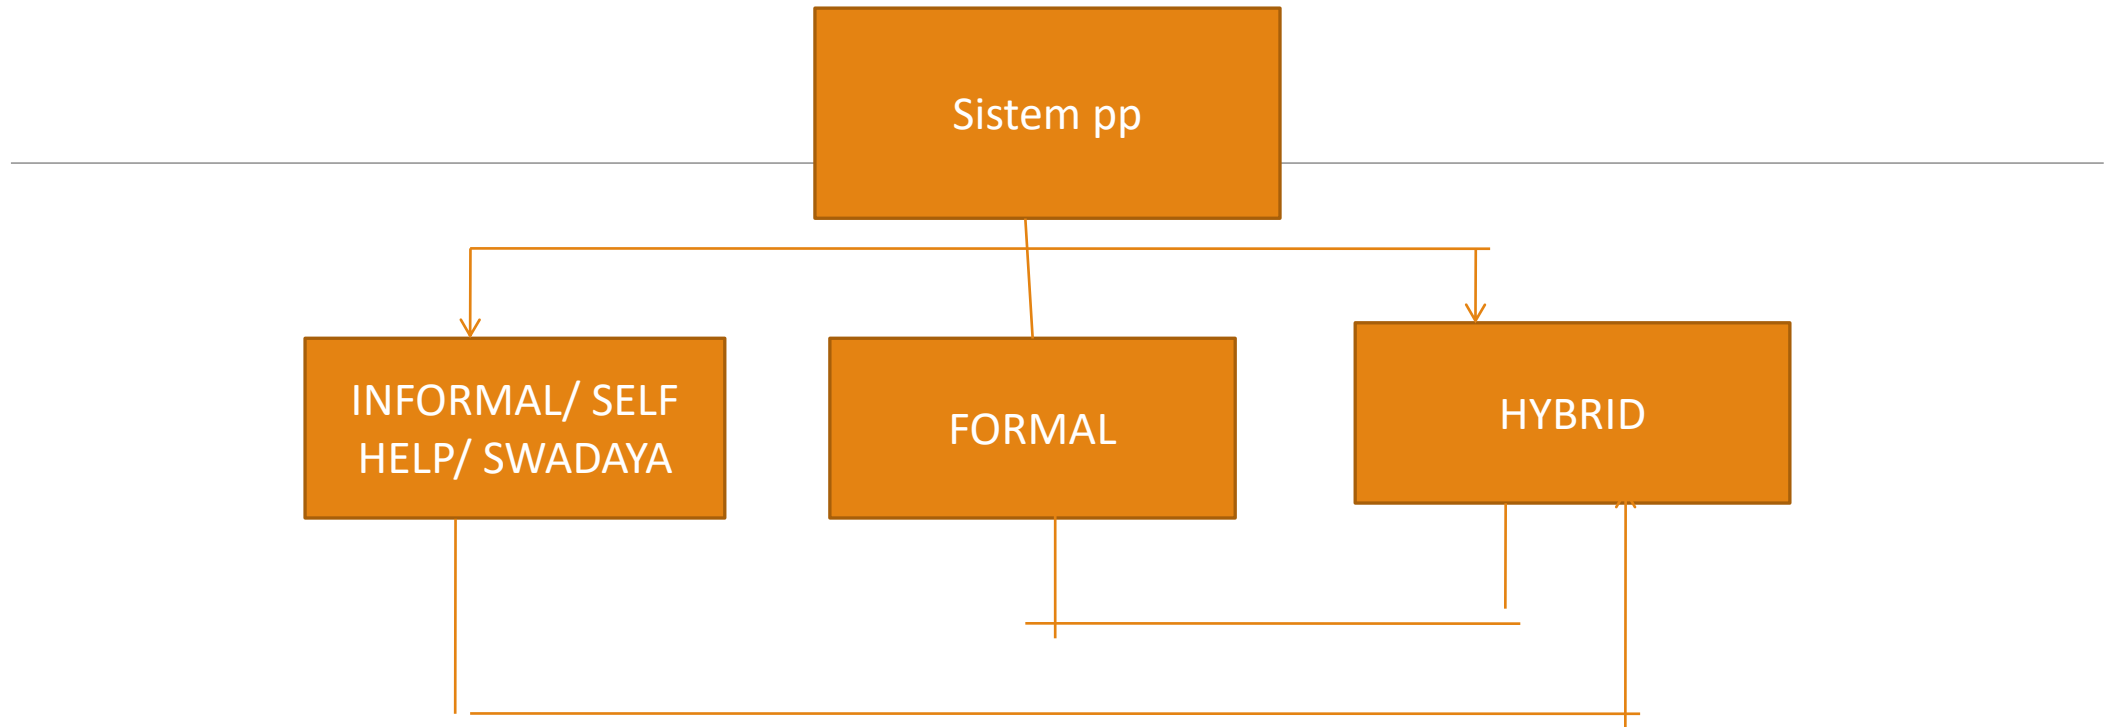 Sistem pp
INFORMAL/ SELF
HELP/ SWADAYA
FORMAL
HYBRID